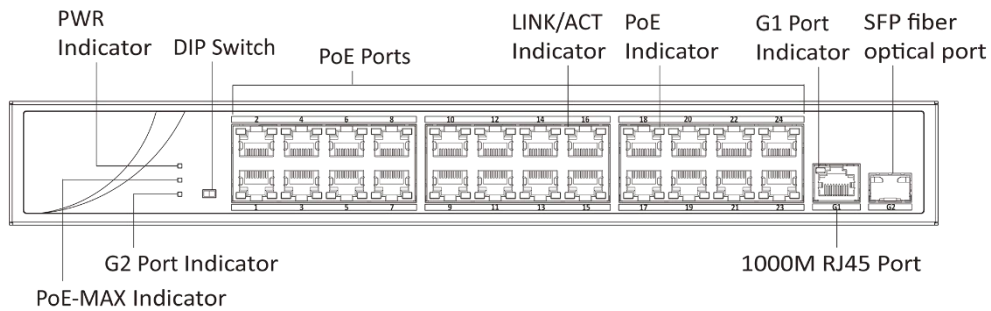 PWR
Indicator
DIP Switch
PoE Ports
LINK/ACT
Indicator
PoE
Indicator
G1 Port
Indicator
SFP fiber
optical port
2 4 6 8 10 12 14 16 18 20 22 24
1 3 5 7 9 11 13 15 17 19 21 23 G1 G2
G2 Port Indicator
1000M RJ45 Port
PoE-MAX Indicator